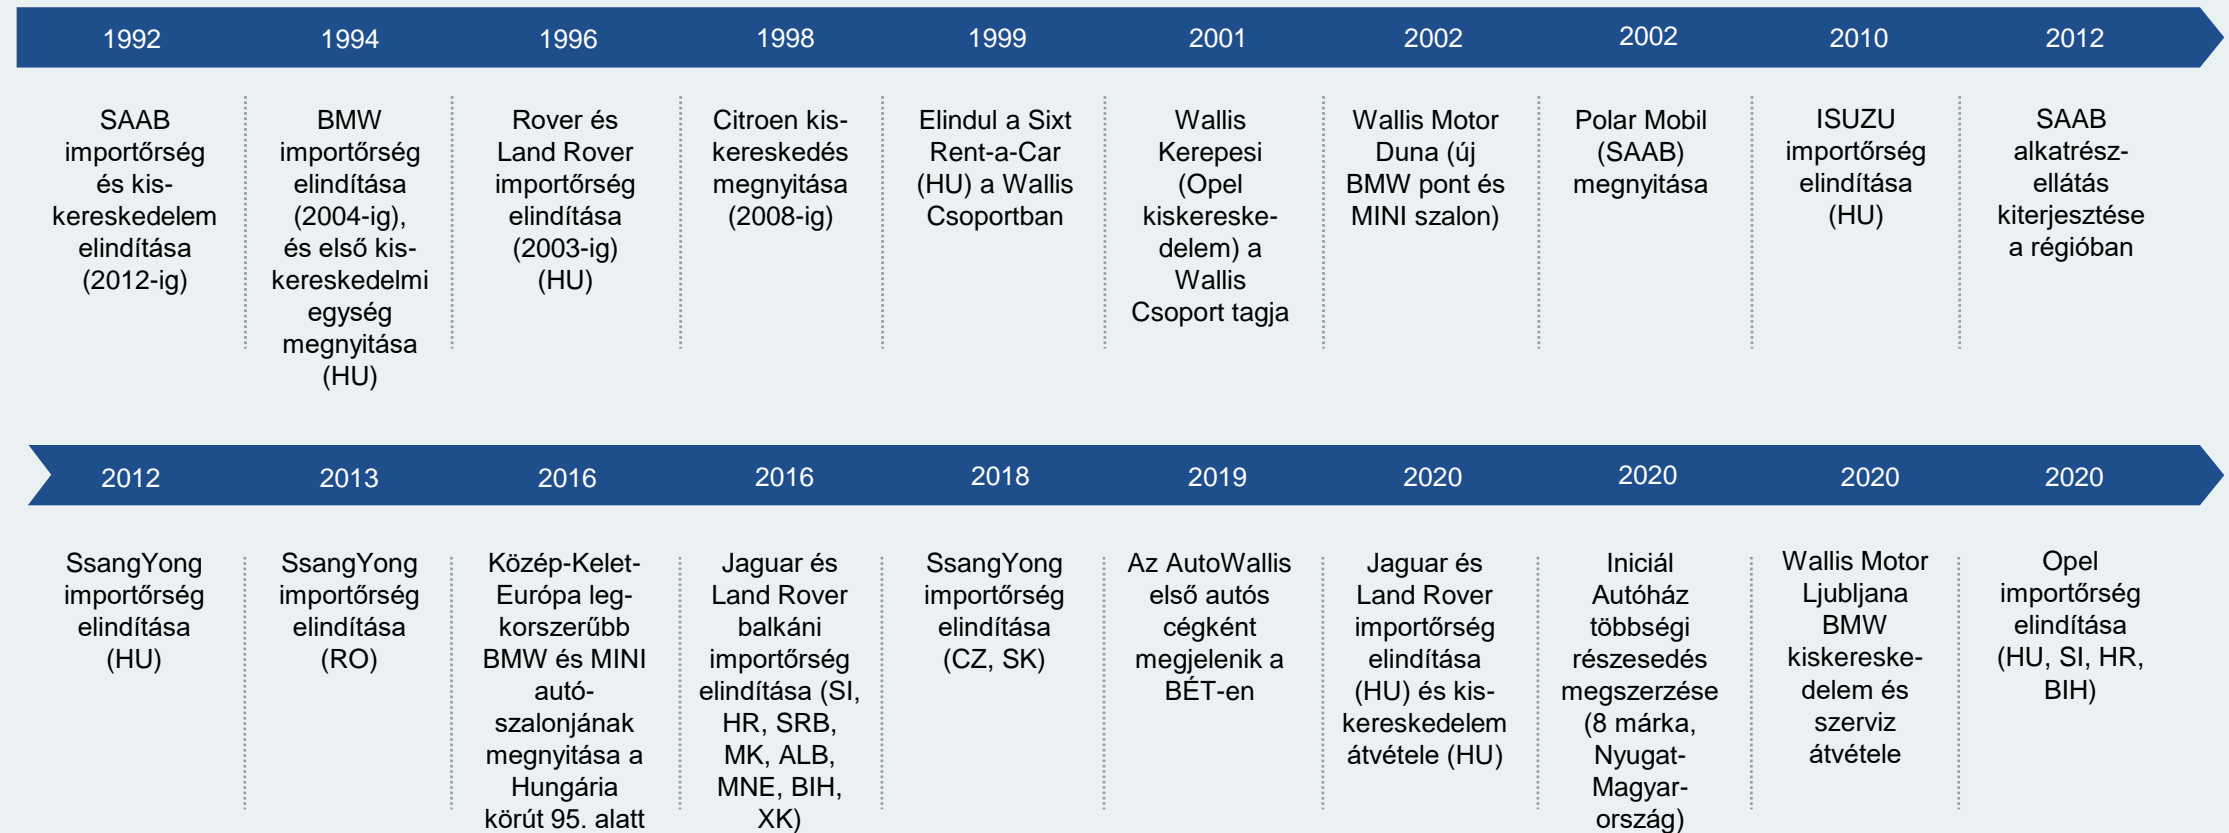 1992 1994 1996 1998 1999 2001 2002 2002 2010 2012
SAAB
importőrség
és kis-
kereskedelem
elindítása
(2012-ig)
BMW
importőrség
elindítása
(2004-ig),
és első kis-
kereskedelmi
egység
megnyitása
(HU)
Rover és
Land Rover
importőrség
elindítása
(2003-ig)
(HU)
Citroen kis-
kereskedés
megnyitása
(2008-ig)
Elindul a Sixt
Rent-a-Car
(HU) a Wallis
Csoportban
Wallis
Kerepesi
(Opel
kiskereske-
delem) a
Wallis
Csoport tagja
Wallis Motor
Duna (új
BMW pont és
MINI szalon)
Polar Mobil
(SAAB)
megnyitása
ISUZU
importőrség
elindítása
(HU)
SAAB
alkatrész-
ellátás
kiterjesztése
a régióban
2012 2013 2016 2016 2018 2019 2020 2020 2020 2020
SsangYong
importőrség
elindítása
(HU)
SsangYong
importőrség
elindítása
(RO)
Közép-Kelet-
Európa leg-
korszerűbb
BMW és MINI
autó-
szalonjának
megnyitása a
Hungária
körút 95. alatt
Jaguar és
Land Rover
balkáni
importőrség
elindítása (SI,
HR, SRB,
MK, ALB,
MNE, BIH,
XK)
SsangYong
importőrség
elindítása
(CZ, SK)
Az AutoWallis
első autós
cégként
megjelenik a
BÉT-en
Jaguar és
Land Rover
importőrség
elindítása
(HU) és kis-
kereskedelem
átvétele (HU)
Iniciál
Autóház
többségi
részesedés
megszerzése
(8 márka,
Nyugat-
Magyar-
ország)
Wallis Motor
Ljubljana
BMW
kiskereske-
delem és
szerviz
átvétele
Opel
importőrség
elindítása
(HU, SI, HR,
BIH)